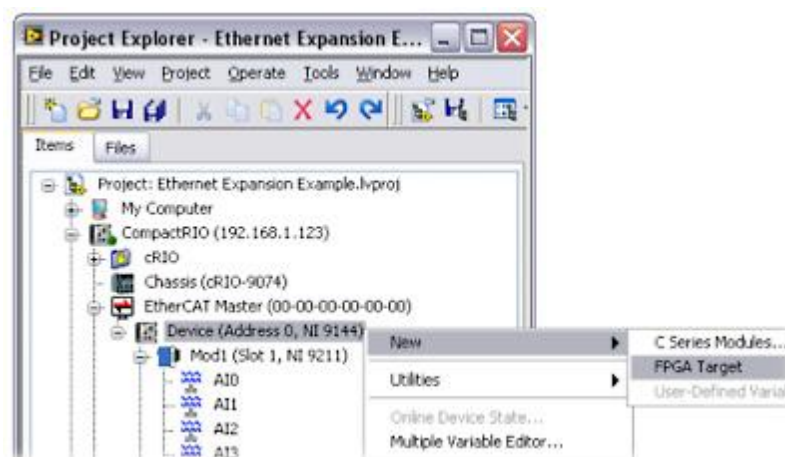 Project Explorer - Ethernet Expansion E...
File Edit View Project Operate Tools Window Help
Items Files
Project: Ethernet Expansion Example.lvproj
My Computer
CompactRIO (192.168.1.123)
cRIO
Chassis (cRIO-9074)
EtherCAT Master (00-00-00-00-00-00)
Device (Address 0, NI 9144)
New
C Series Modules...
Mod1 (Slot 1, NI 9211)
FPGA Target
AI0
Utilities
User-Defined
AI1
Online Device State...
AI2
Multiple Variable Editor...
AI3